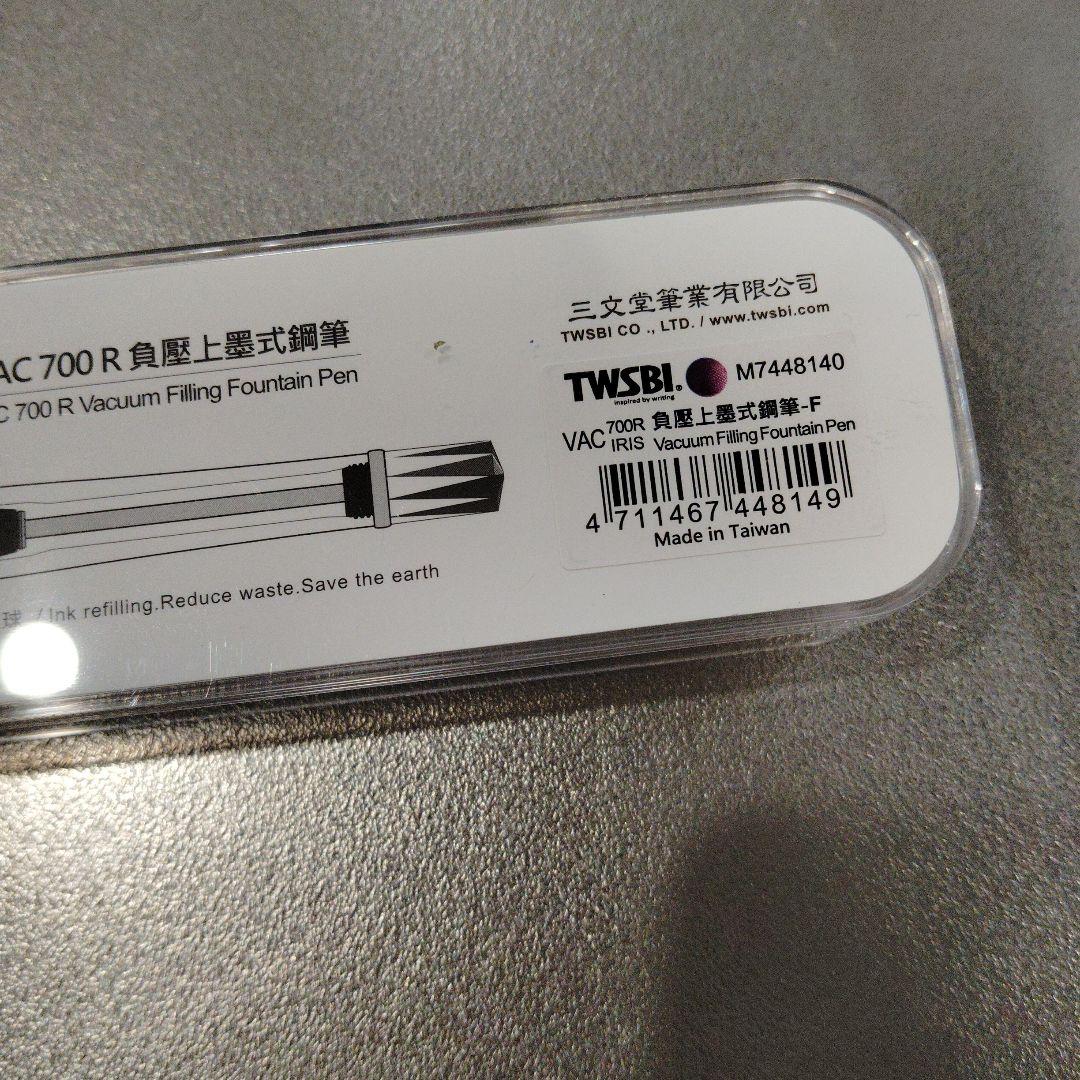 AC 700 R 負壓上墨式鋼筆
C 700 R Vacuum Filling Fountain Pen
球 / Ink refilling.Reduce waste.Save the earth
三文堂筆業有限公司
TWSBI CO ., LTD. / www.twsbi.com
TWSBI® M7448140
inspired by writing
VAC 700R IRIS 負壓上墨式鋼筆-F
Vacuum Filling Fountain Pen
4 711467 448149
Made in Taiwan